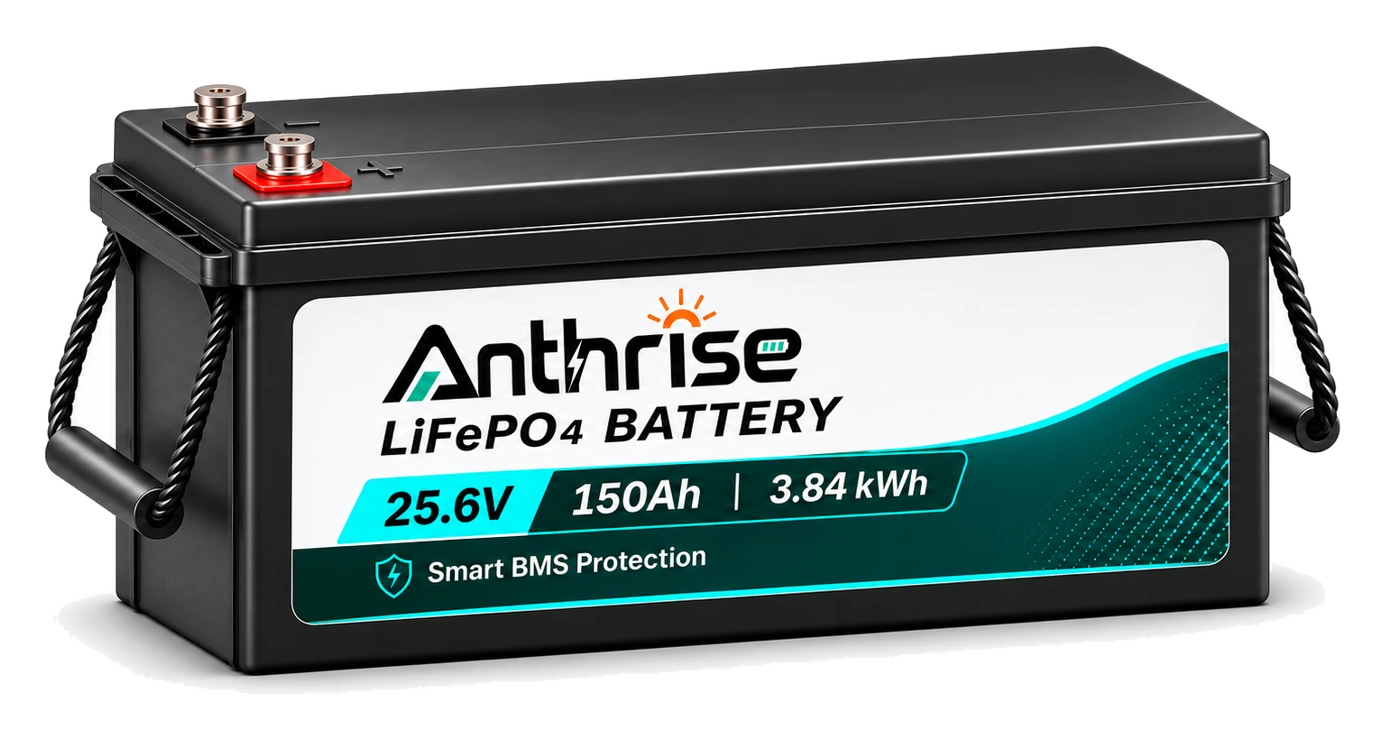 −
+
Anthrise
LiFePO4 BATTERY
25.6V 150Ah | 3.84 kWh
Smart BMS Protection